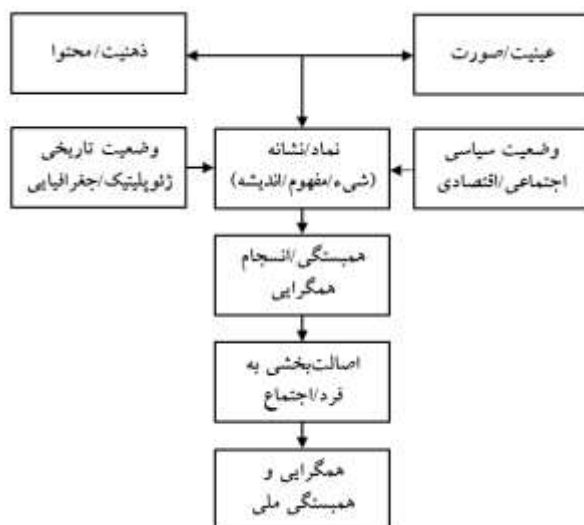 عینیت/صورت
ذهنیت/محتوا
وضعیت سیاسی
اجتماعی/اقتصادی
نماد/نشانه
(شیء/مفهوم/اندیشه)
وضعیت تاریخی
ژئوپلیتیک/جغرافیایی
همبستگی/انسجام
همگرایی
اصالت‌بخشی به
فرد/اجتماع
همگرایی و
همبستگی ملی